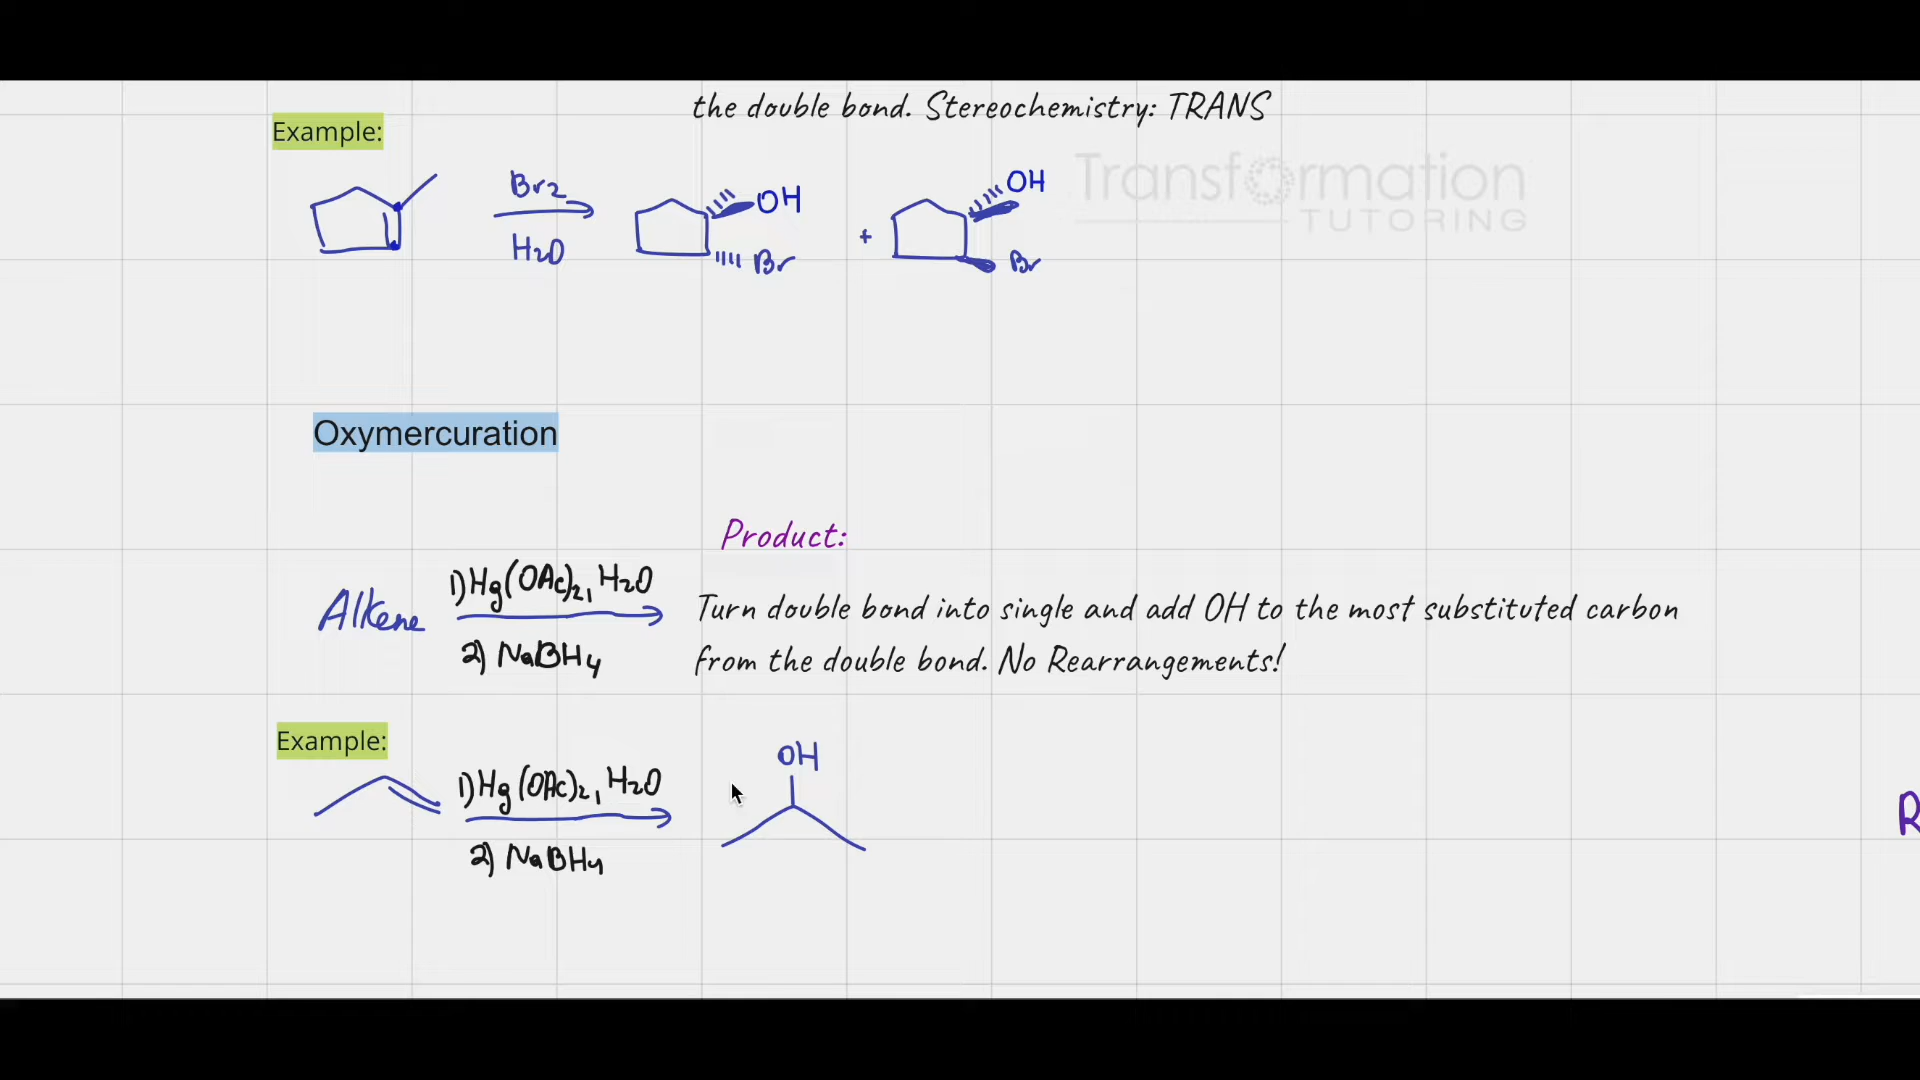 the double bond. Stereochemistry: TRANS
Example:
Transformation
TUTORING
Br2
H2O
OH
Br
+
OH
Br
Oxymercuration
Product:
Alkene
1) Hg(OAc)2, H2O
2) NaBH4
Turn double bond into single and add OH to the most substituted carbon
from the double bond. No Rearrangements!
Example:
1) Hg(OAc)2, H2O
2) NaBH4
OH
R